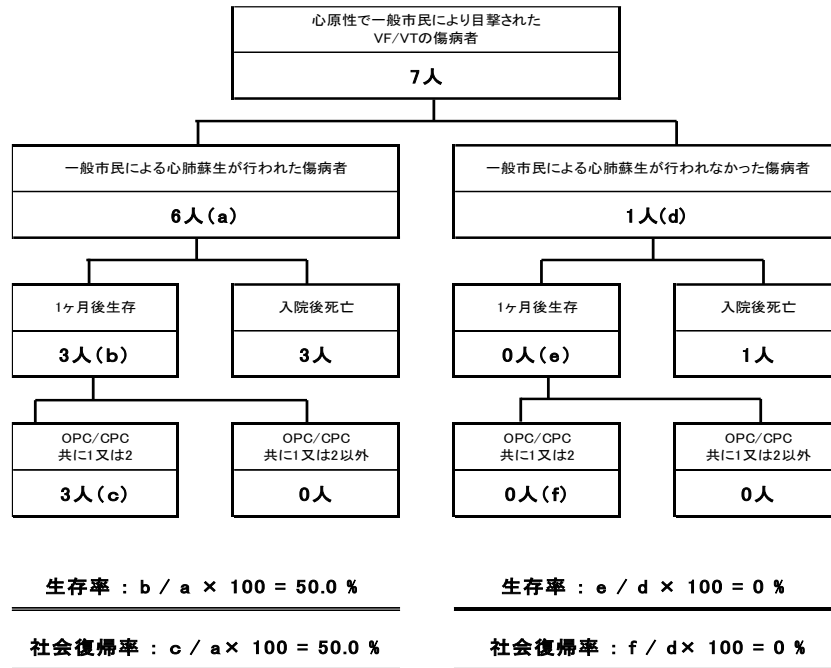 心原性で一般市民により目撃された
VF/VTの傷病者
7人
一般市民による心肺蘇生が行われた傷病者
6人(a)
一般市民による心肺蘇生が行われなかった傷病者
1人(d)
1ヶ月後生存
3人(b)
入院後死亡
3人
1ヶ月後生存
0人(e)
入院後死亡
1人
OPC/CPC
共に1又は2
3人(c)
OPC/CPC
共に1又は2以外
0人
OPC/CPC
共に1又は2
0人(f)
OPC/CPC
共に1又は2以外
0人
生存率 : b / a × 100 = 50.0 %
生存率 : e / d × 100 = 0 %
社会復帰率 : c / a× 100 = 50.0 %
社会復帰率 : f / d× 100 = 0 %